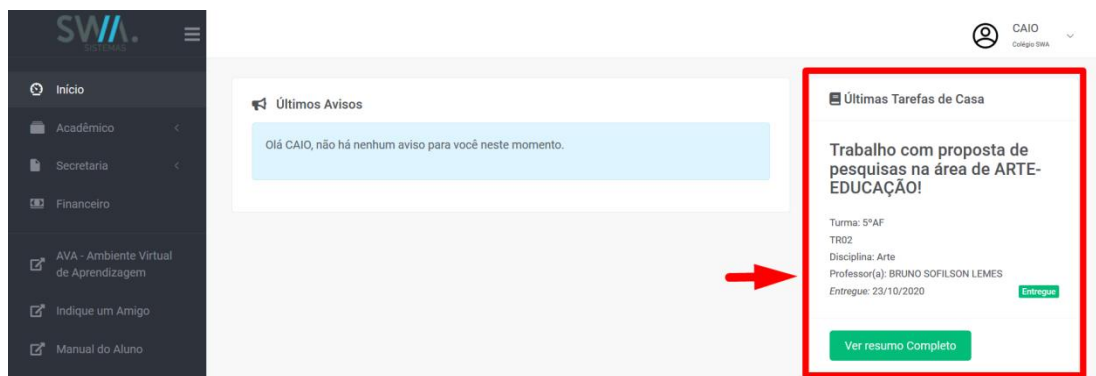 SWA.
SISTEMAS
CAIO
Colégio SWA
Início
Acadêmico
Secretaria
Financeiro
AVA - Ambiente Virtual
de Aprendizagem
Indique um Amigo
Manual do Aluno
Últimos Avisos
Olá CAIO, não há nenhum aviso para você neste momento.
Últimas Tarefas de Casa
Trabalho com proposta de
pesquisas na área de ARTE-
EDUCAÇÃO!
Turma: 5ºAF
TR02
Disciplina: Arte
Professor(a): BRUNO SOFILSON LEMES
Entregue: 23/10/2020 Entregue
Ver resumo Completo